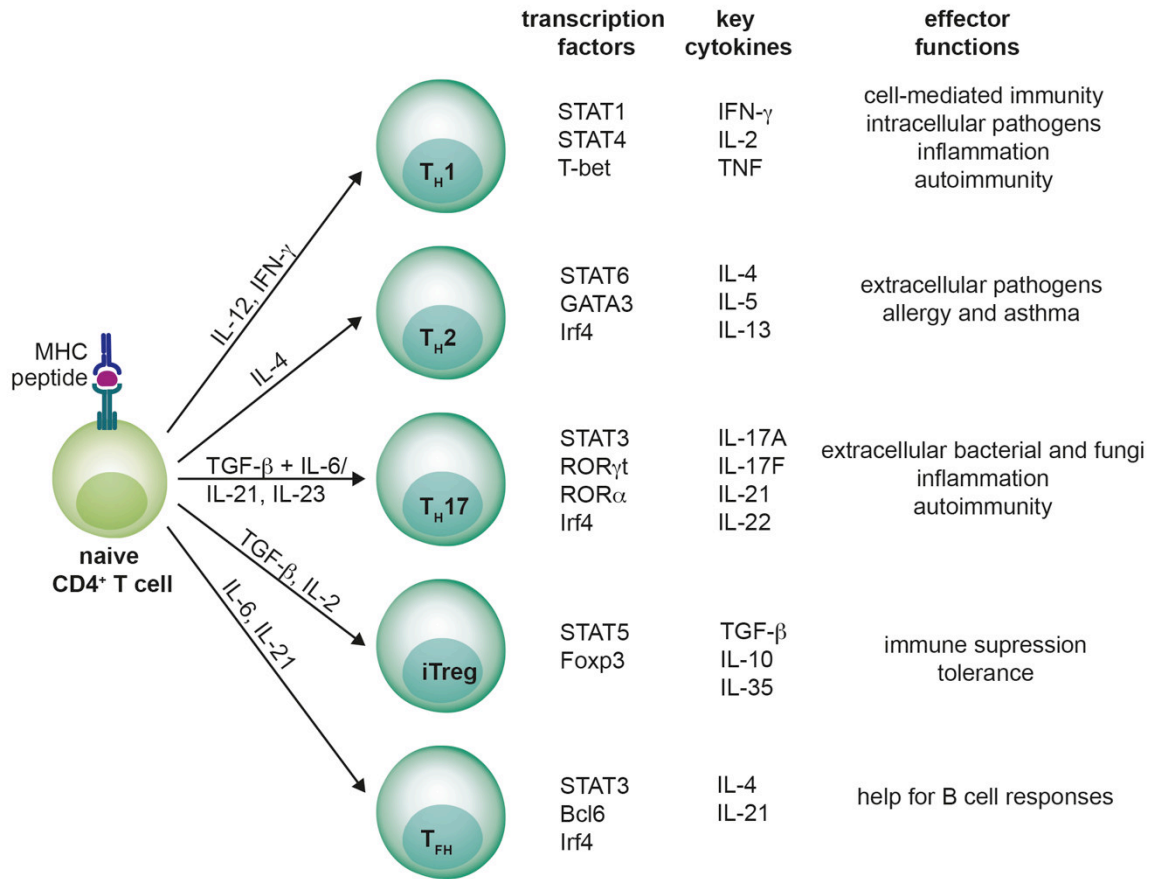 transcription
factors
key
cytokines
effector
functions
MHC
peptide
naive
CD4⁺ T cell
IL-12, IFN-γ
IL-4
TGF-β + IL-6/
IL-21, IL-23
TGF-β, IL-2
IL-6, IL-21
T_H1
STAT1
STAT4
T-bet
IFN-γ
IL-2
TNF
cell-mediated immunity
intracellular pathogens
inflammation
autoimmunity
T_H2
STAT6
GATA3
Irf4
IL-4
IL-5
IL-13
extracellular pathogens
allergy and asthma
T_H17
STAT3
RORγt
RORα
Irf4
IL-17A
IL-17F
IL-21
IL-22
extracellular bacterial and fungi
inflammation
autoimmunity
iTreg
STAT5
Foxp3
TGF-β
IL-10
IL-35
immune supression
tolerance
T_FH
STAT3
Bcl6
Irf4
IL-4
IL-21
help for B cell responses